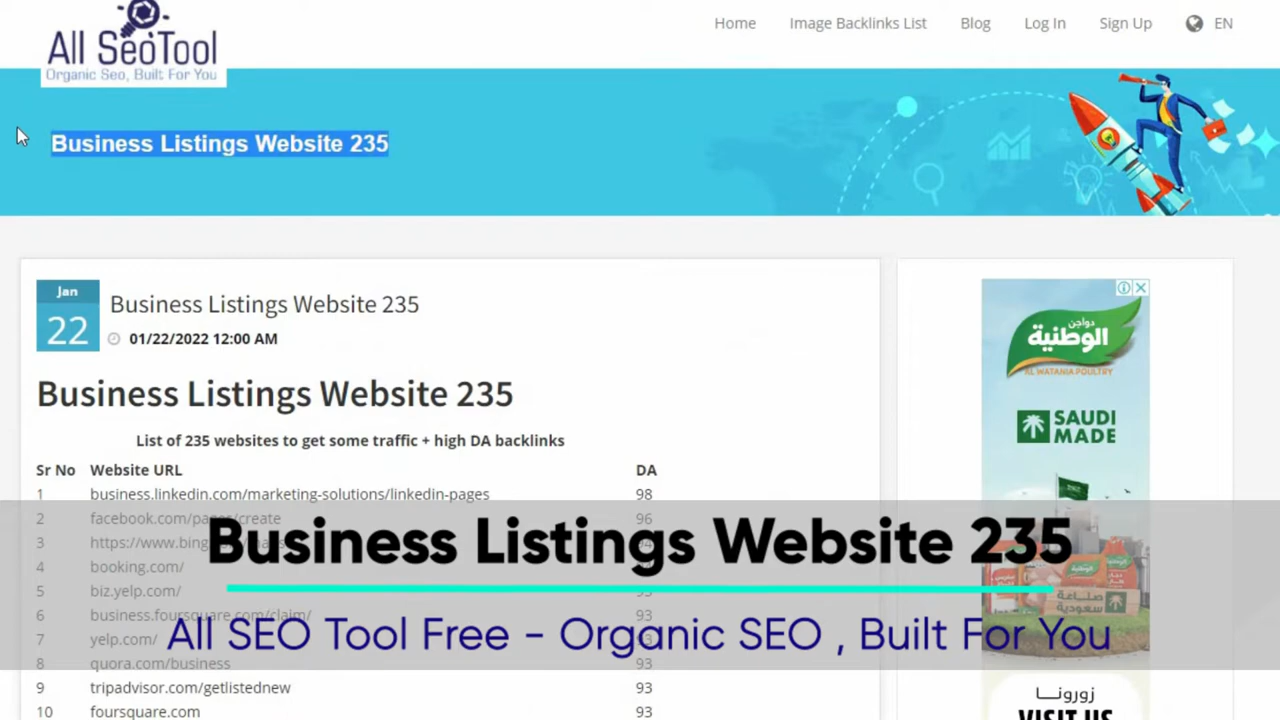 All SeoTool
Organic Seo, Built For You
Home Image Backlinks List Blog Log In Sign Up EN
Business Listings Website 235
Jan
22
Business Listings Website 235
01/22/2022 12:00 AM
Business Listings Website 235
List of 235 websites to get some traffic + high DA backlinks
Sr No Website URL DA
1 business.linkedin.com/marketing-solutions/linkedin-pages 98
2 facebook.com/pages/create 96
3 https://www.bing
4 booking.com/
5 biz.yelp.com/
6 business.foursquare.com/claim/ 93
7 yelp.com/
8 quora.com/business 93
9 tripadvisor.com/getlistednew 93
10 foursquare.com 93
Business Listings Website 235
All SEO Tool Free - Organic SEO , Built For You
دواجن
الوطنية
AL WATANIA POULTRY
SAUDI
MADE
صناعة
سعودية
زورونا
VISIT US